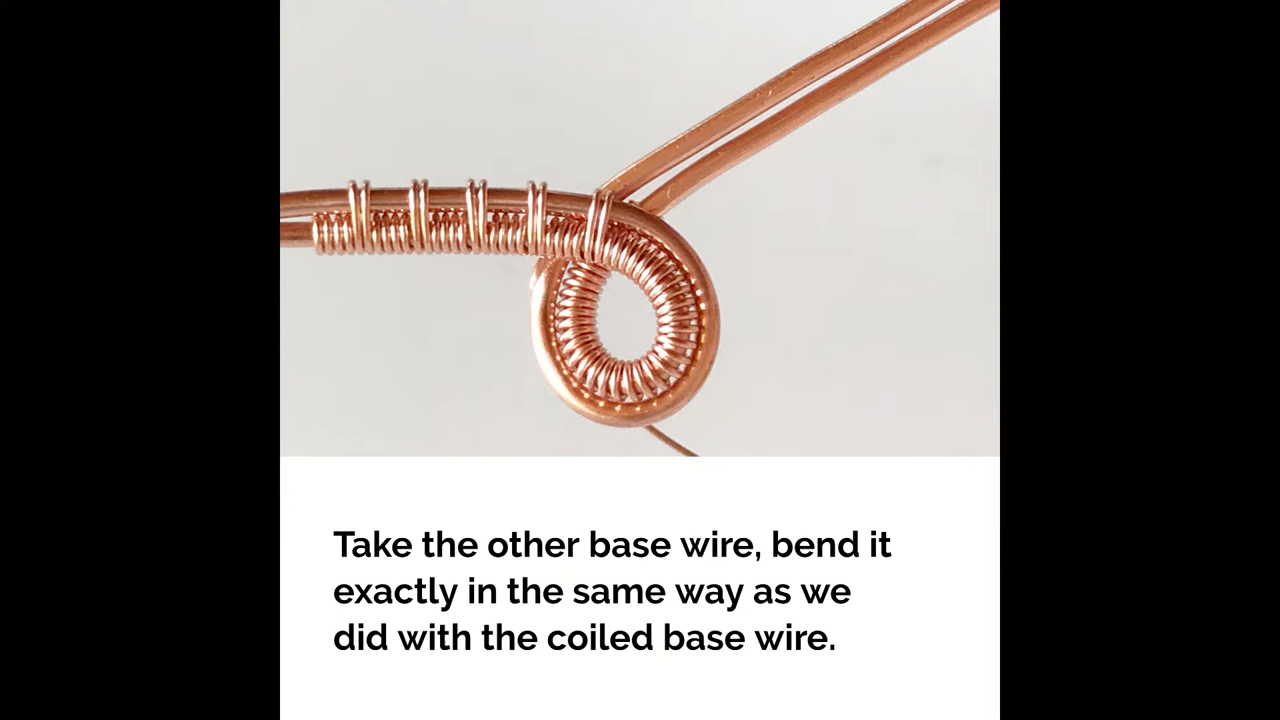 Take the other base wire, bend it
exactly in the same way as we
did with the coiled base wire.